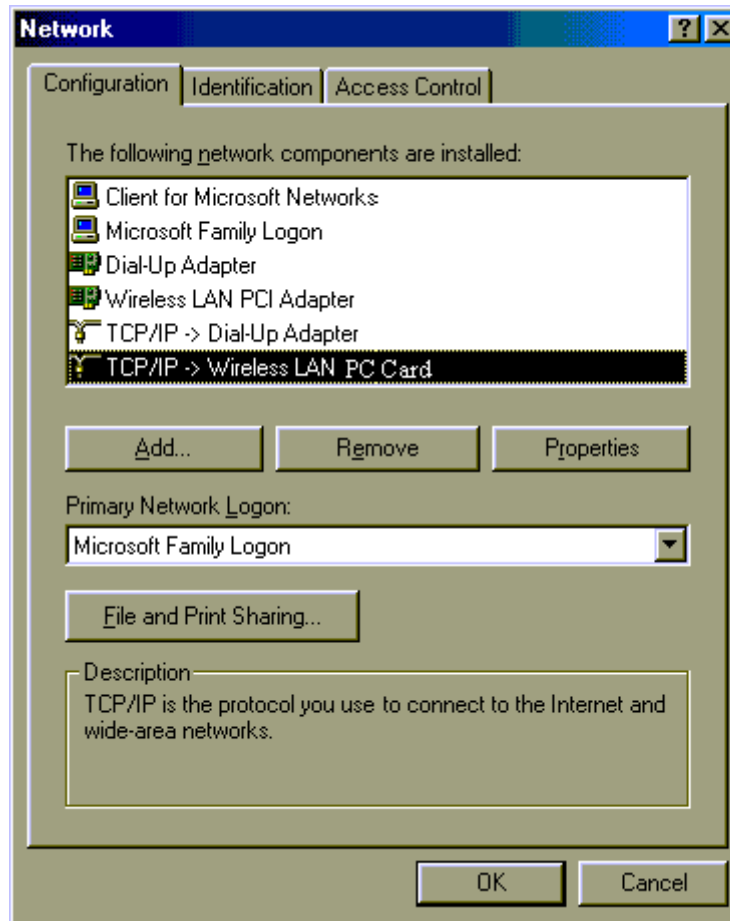 Network
Configuration Identification Access Control
The following network components are installed:
Client for Microsoft Networks
Microsoft Family Logon
Dial-Up Adapter
Wireless LAN PCI Adapter
TCP/IP -> Dial-Up Adapter
TCP/IP -> Wireless LAN PC Card
Add... Remove Properties
Primary Network Logon:
Microsoft Family Logon
File and Print Sharing...
Description
TCP/IP is the protocol you use to connect to the Internet and
wide-area networks.
OK Cancel